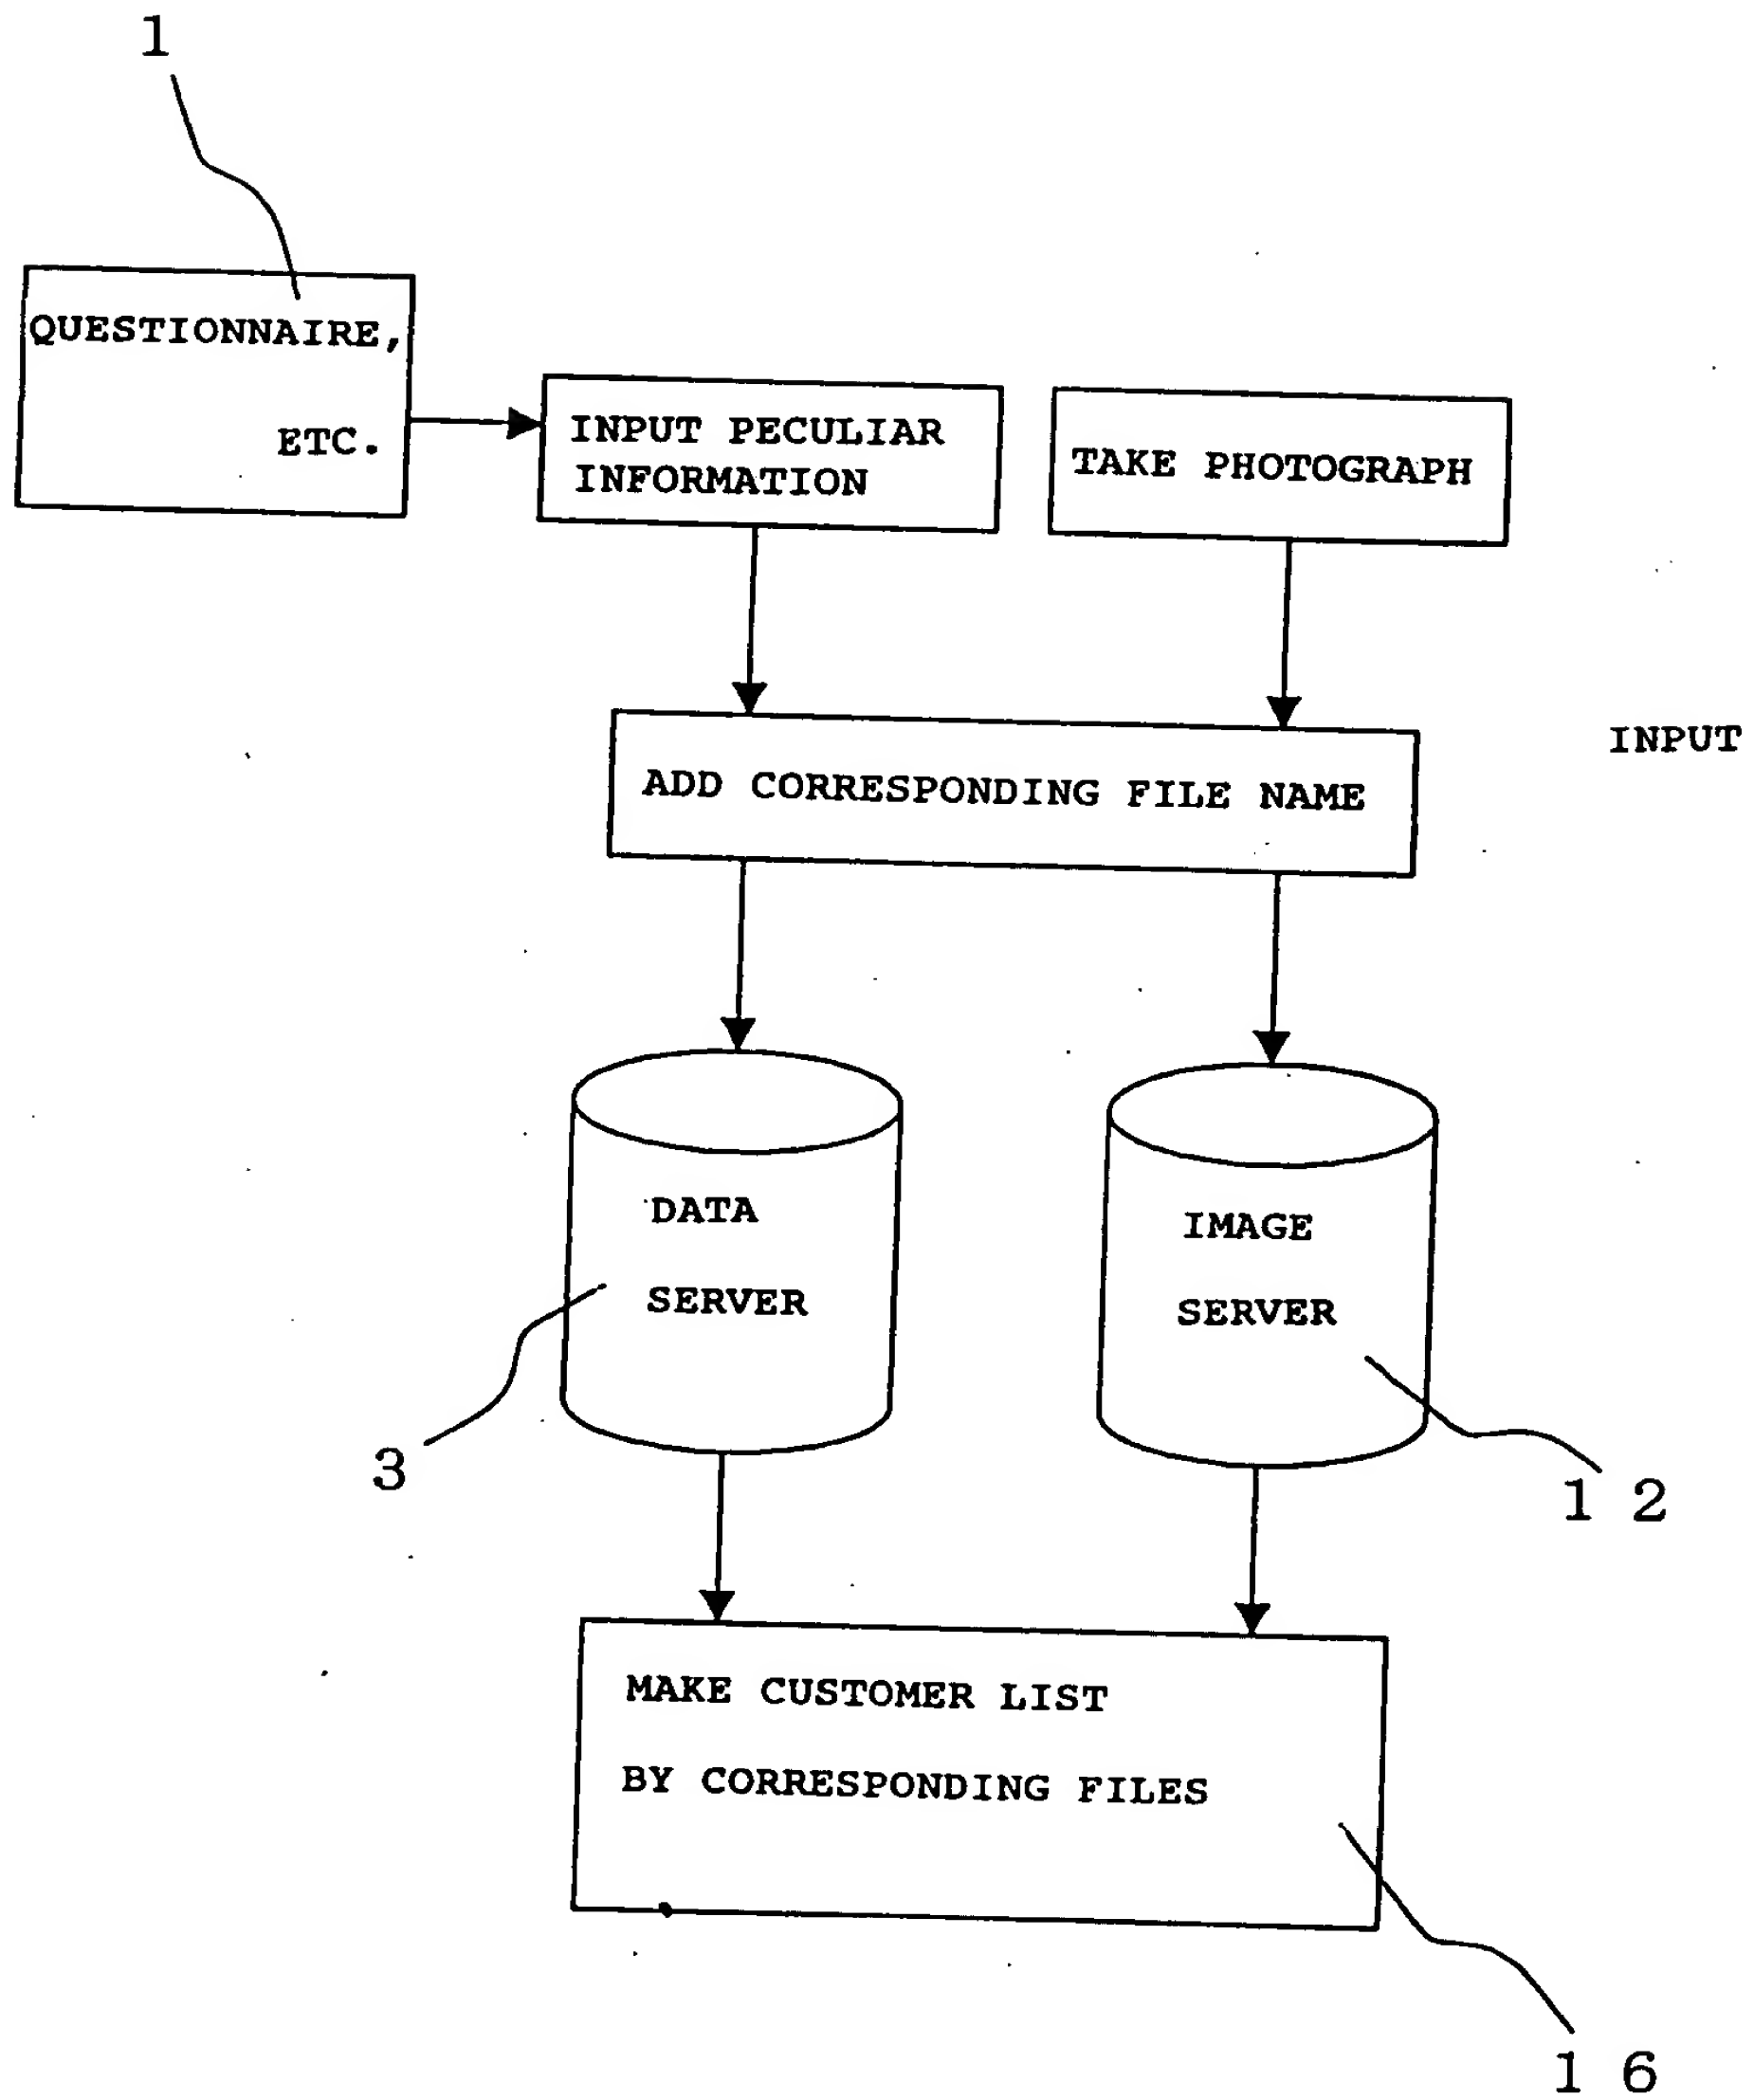 1
QUESTIONNAIRE,
ETC.
INPUT PECULIAR
INFORMATION
TAKE PHOTOGRAPH
INPUT
ADD CORRESPONDING FILE NAME
DATA
SERVER
IMAGE
SERVER
3
1 2
MAKE CUSTOMER LIST
BY CORRESPONDING FILES
1 6